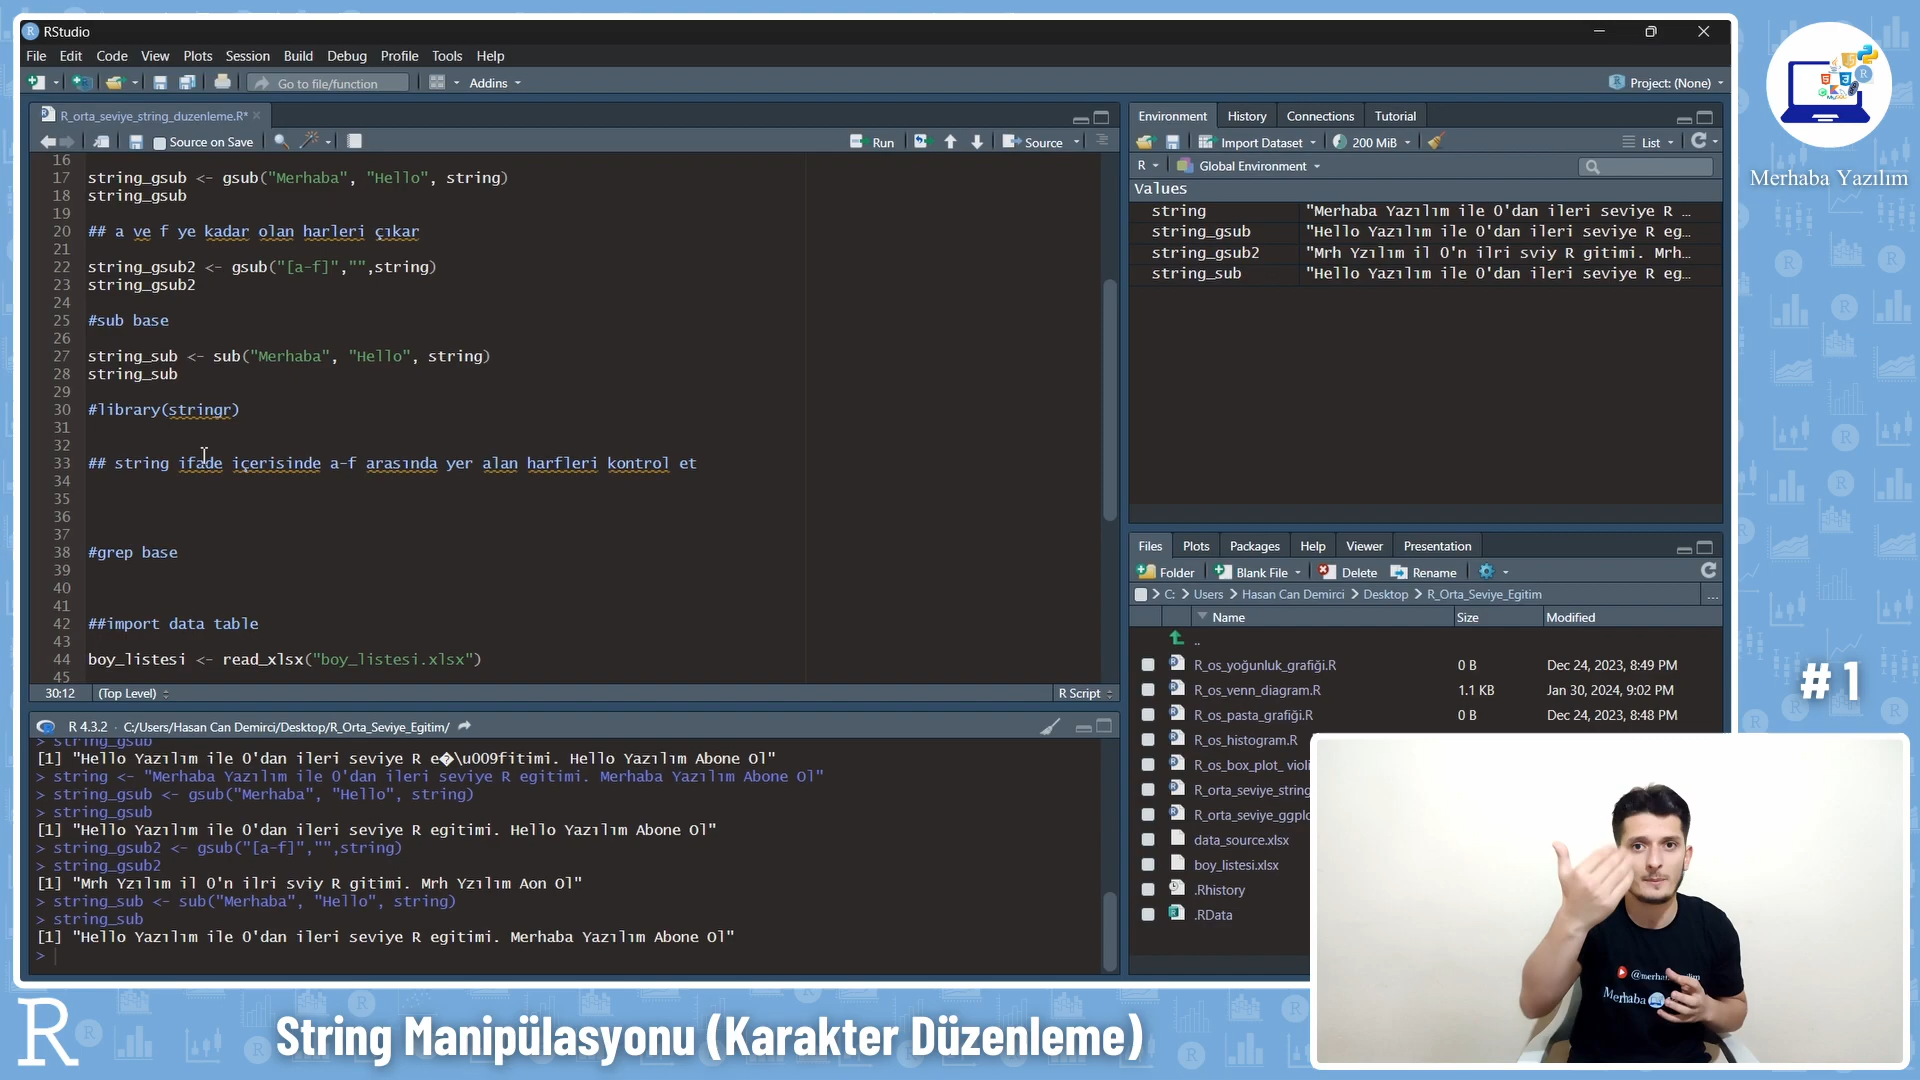 RStudio
File Edit Code View Plots Session Build Debug Profile Tools Help
Go to file/function
Addins
Project: (None)
R_orta_seviye_string_duzenleme.R*
Source on Save
Run
Source
16
17 string_gsub <- gsub("Merhaba", "Hello", string)
18 string_gsub
19
20 ## a ve f ye kadar olan harleri çıkar
21
22 string_gsub2 <- gsub("[a-f]","",string)
23 string_gsub2
24
25 #sub base
26
27 string_sub <- sub("Merhaba", "Hello", string)
28 string_sub
29
30 #library(stringr)
31
32
33 ## string ifade içerisinde a-f arasında yer alan harfleri kontrol et
34
35
36
37
38 #grep base
39
40
41
42 ##import data table
43
44 boy_listesi <- read_xlsx("boy_listesi.xlsx")
45
30:12 (Top Level) R Script
R 4.3.2 · C:/Users/Hasan Can Demirci/Desktop/R_Orta_Seviye_Egitim/
> string_gsub
[1] "Hello Yazılım ile 0'dan ileri seviye R e�\u009fitimi. Hello Yazılım Abone Ol"
> string <- "Merhaba Yazılım ile 0'dan ileri seviye R egitimi. Merhaba Yazılım Abone Ol"
> string_gsub <- gsub("Merhaba", "Hello", string)
> string_gsub
[1] "Hello Yazılım ile 0'dan ileri seviye R egitimi. Hello Yazılım Abone Ol"
> string_gsub2 <- gsub("[a-f]","",string)
> string_gsub2
[1] "Mrh Yzılım il 0'n ilri sviy R gitimi. Mrh Yzılım Aon Ol"
> string_sub <- sub("Merhaba", "Hello", string)
> string_sub
[1] "Hello Yazılım ile 0'dan ileri seviye R egitimi. Merhaba Yazılım Abone Ol"
>
Environment History Connections Tutorial
Import Dataset 200 MiB List
R Global Environment
Values
string "Merhaba Yazılım ile 0'dan ileri seviye R …
string_gsub "Hello Yazılım ile 0'dan ileri seviye R eg…
string_gsub2 "Mrh Yzılım il 0'n ilri sviy R gitimi. Mrh…
string_sub "Hello Yazılım ile 0'dan ileri seviye R eg…
Files Plots Packages Help Viewer Presentation
Folder Blank File Delete Rename
C: > Users > Hasan Can Demirci > Desktop > R_Orta_Seviye_Egitim ...
Name Size Modified
..
R_os_yoğunluk_grafiği.R 0 B Dec 24, 2023, 8:49 PM
R_os_venn_diagram.R 1.1 KB Jan 30, 2024, 9:02 PM
R_os_pasta_grafiği.R 0 B Dec 24, 2023, 8:48 PM
R_os_histogram.R
R_os_box_plot_ violi
R_orta_seviye_string
R_orta_seviye_ggplo
data_source.xlsx
boy_listesi.xlsx
.Rhistory
.RData
Merhaba Yazılım
#1
Merhaba
R
String Manipülasyonu (Karakter Düzenleme)